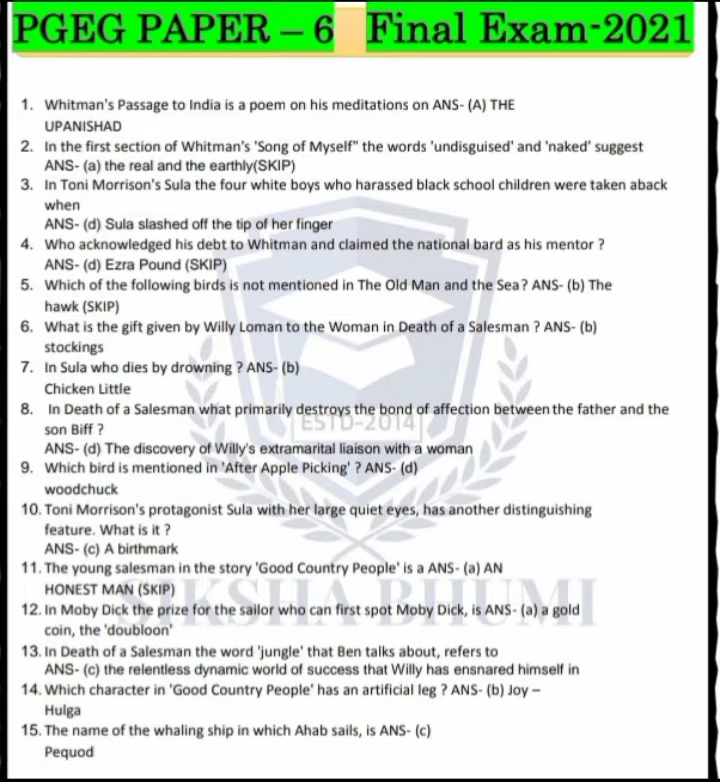 PGEG PAPER – 6 Final Exam-2021
1. Whitman's Passage to India is a poem on his meditations on ANS- (A) THE
UPANISHAD
2. In the first section of Whitman's 'Song of Myself" the words 'undisguised' and 'naked' suggest
ANS- (a) the real and the earthly(SKIP)
3. In Toni Morrison's Sula the four white boys who harassed black school children were taken aback
when
ANS- (d) Sula slashed off the tip of her finger
4. Who acknowledged his debt to Whitman and claimed the national bard as his mentor ?
ANS- (d) Ezra Pound (SKIP)
5. Which of the following birds is not mentioned in The Old Man and the Sea? ANS- (b) The
hawk (SKIP)
6. What is the gift given by Willy Loman to the Woman in Death of a Salesman ? ANS- (b)
stockings
7. In Sula who dies by drowning ? ANS- (b)
Chicken Little
8. In Death of a Salesman what primarily destroys the bond of affection between the father and the
son Biff ?
ESTD-2014
ANS- (d) The discovery of Willy's extramarital liaison with a woman
9. Which bird is mentioned in 'After Apple Picking' ? ANS- (d)
woodchuck
10. Toni Morrison's protagonist Sula with her large quiet eyes, has another distinguishing
feature. What is it ?
ANS- (c) A birthmark
11. The young salesman in the story 'Good Country People' is a ANS- (a) AN
HONEST MAN (SKIP)
SIKSHA BHUMI
12. In Moby Dick the prize for the sailor who can first spot Moby Dick, is ANS- (a) a gold
coin, the 'doubloon'
13. In Death of a Salesman the word 'jungle' that Ben talks about, refers to
ANS- (c) the relentless dynamic world of success that Willy has ensnared himself in
14. Which character in 'Good Country People' has an artificial leg ? ANS- (b) Joy –
Hulga
15. The name of the whaling ship in which Ahab sails, is ANS- (c)
Pequod